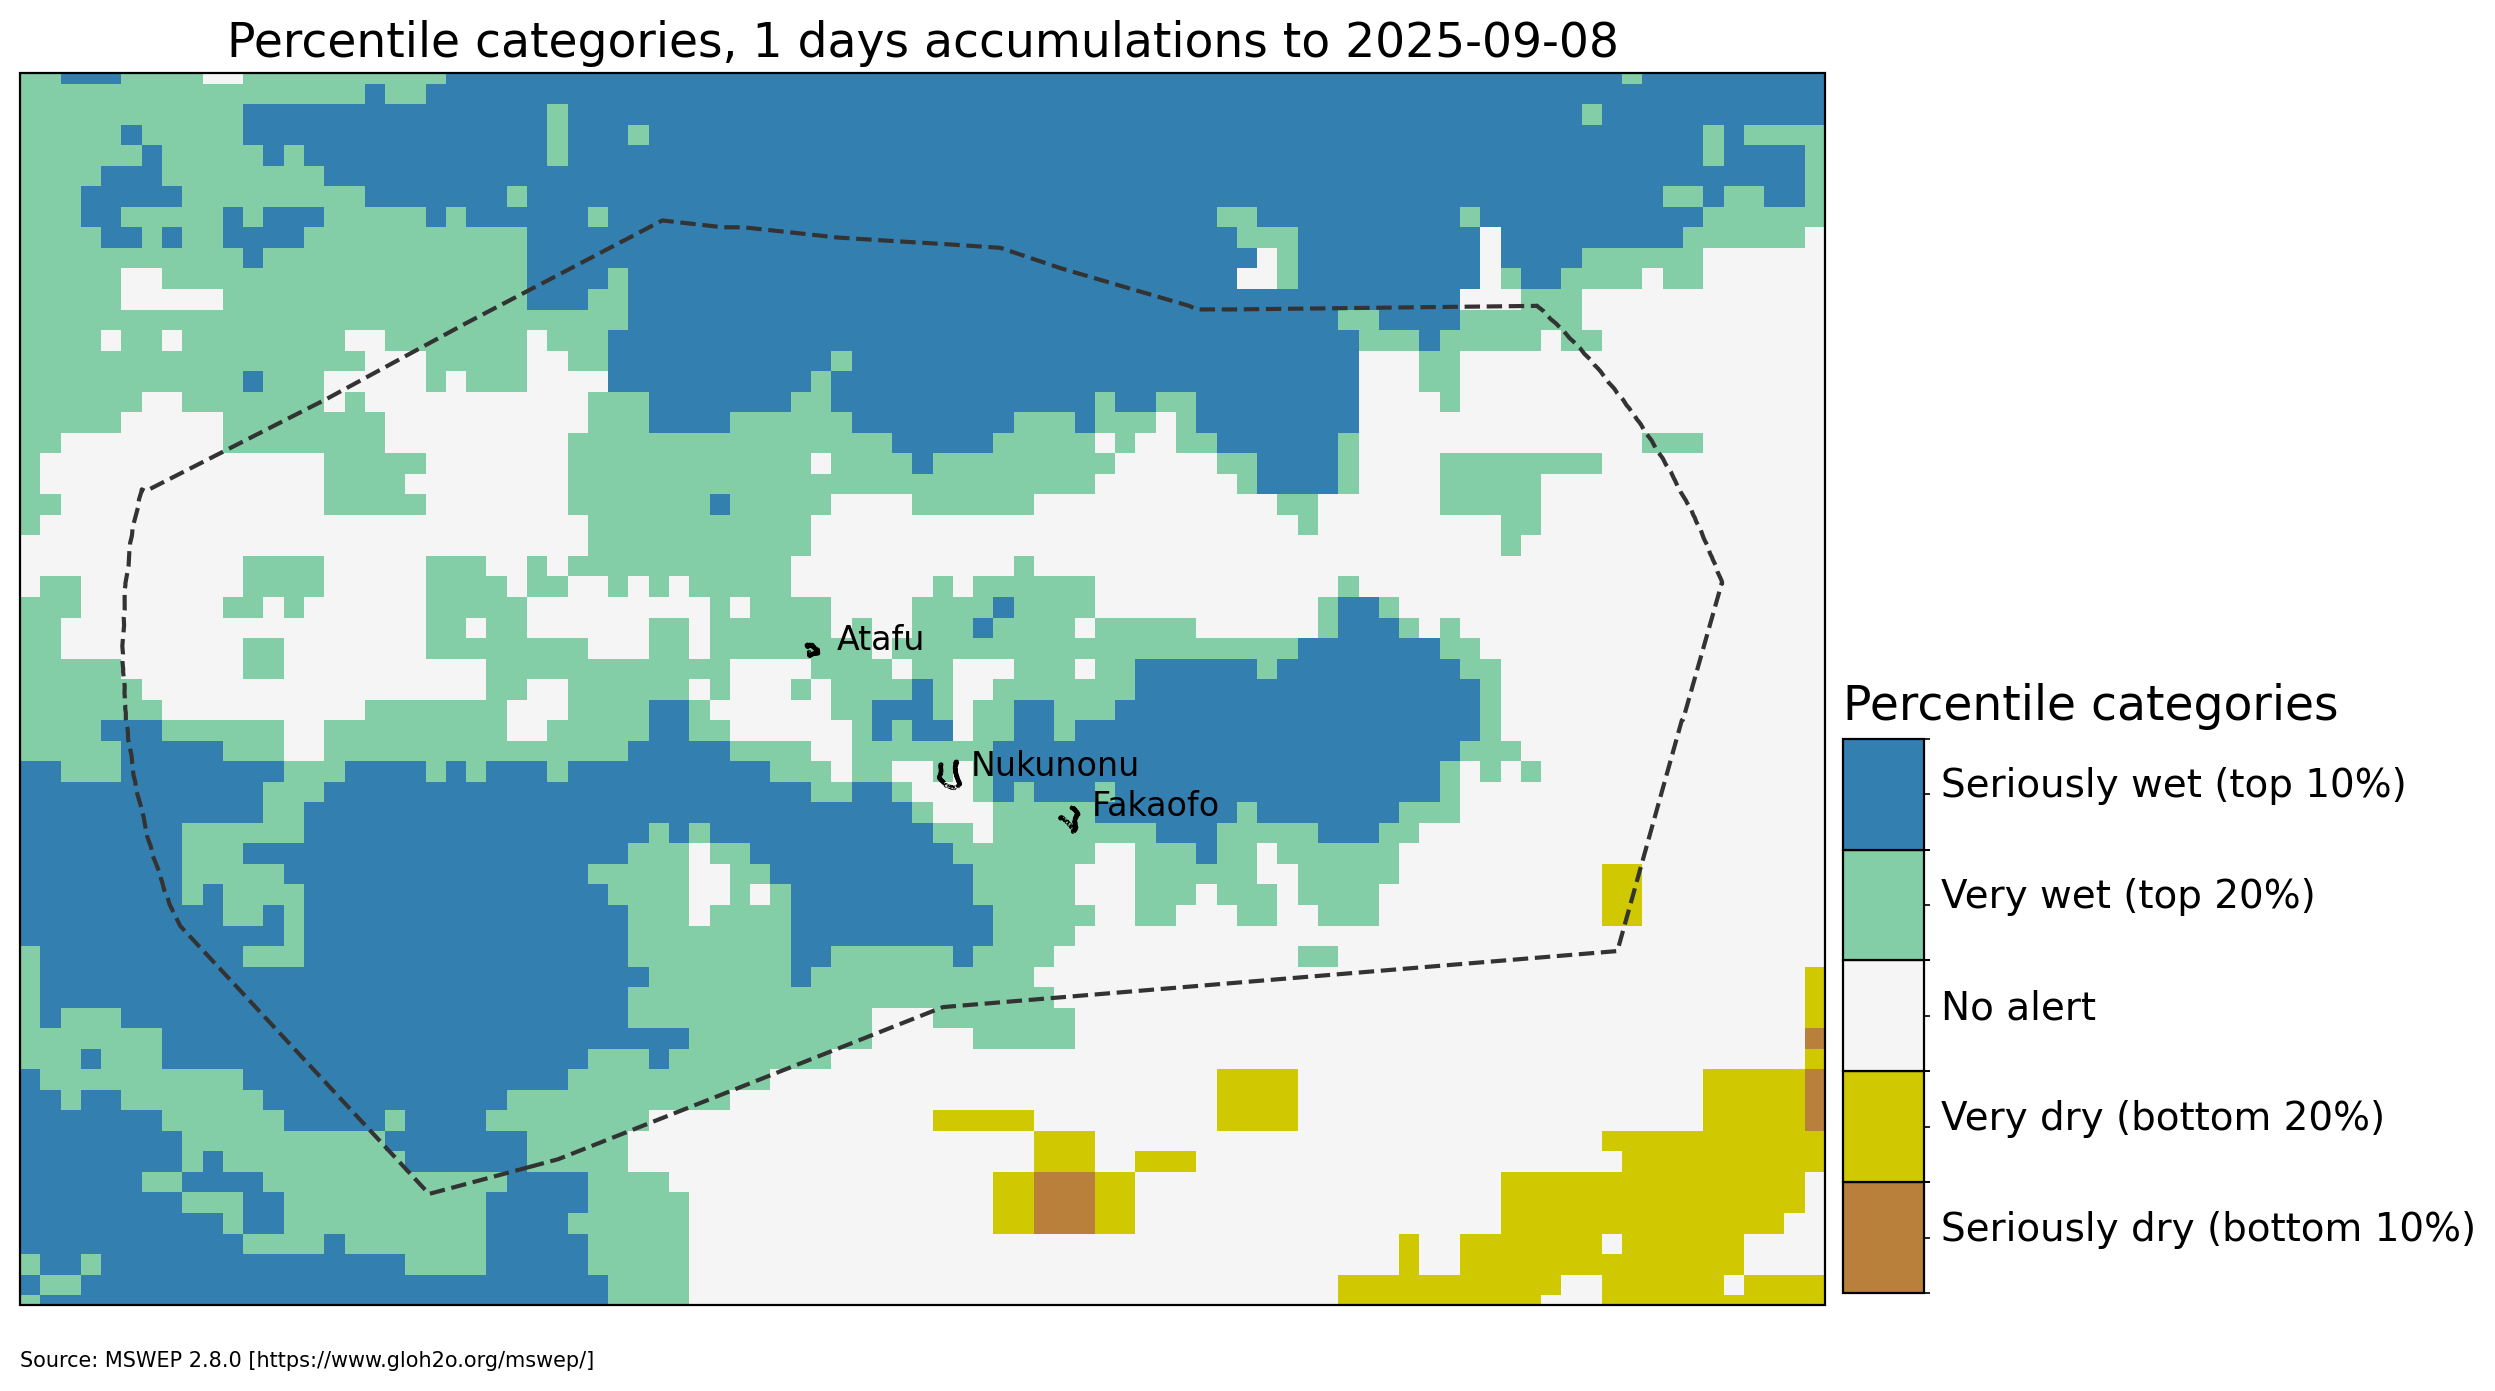 Percentile categories, 1 days accumulations to 2025-09-08
Atafu
Nukunonu
Fakaofo
Percentile categories
Seriously wet (top 10%)
Very wet (top 20%)
No alert
Very dry (bottom 20%)
Seriously dry (bottom 10%)
Source: MSWEP 2.8.0 [https://www.gloh2o.org/mswep/]